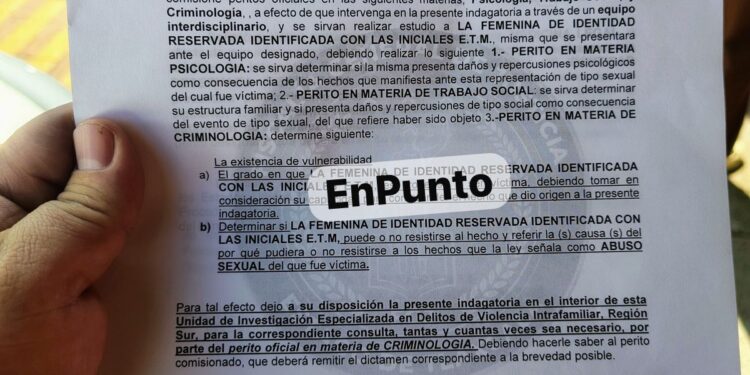 Criminología, , a efecto de que intervenga en la presente indagatoria a través de un equipo
interdisciplinario, y se sirvan realizar estudio a LA FEMENINA DE IDENTIDAD
RESERVADA IDENTIFICADA CON LAS INICIALES E.T.M., misma que se presentara
ante el equipo designado, debiendo realizar lo siguiente 1.- PERITO EN MATERIA
PSICOLOGIA: se sirva determinar si la misma presenta daños y repercusiones psicológicos
como consecuencia de los hechos que manifiesta ante esta representación de tipo sexual
del cual fue víctima; 2.- PERITO EN MATERIA DE TRABAJO SOCIAL: se sirva determinar
su estructura familiar y si presenta daños y repercusiones de tipo social como consecuencia
del evento de tipo sexual, del que refiere haber sido objeto 3.-PERITO EN MATERIA DE
CRIMINOLOGIA: determine lo siguiente:
La existencia de vulnerabilidad
a) El grado en que LA FEMENINA DE IDENTIDAD RESERVADA IDENTIFICADA
CON LAS INICIALES víctima, debiendo tomar en
consideración su que dio origen a la presente
indagatoria.
EnPunto
b) Determinar si LA FEMENINA DE IDENTIDAD RESERVADA IDENTIFICADA CON
LAS INICIALES E.T.M, puede o no resistirse al hecho y referir la (s) causa (s) del
por qué pudiera o no resistirse a los hechos que la ley señala como ABUSO
SEXUAL del que fue víctima.
Para tal efecto dejo a su disposición la presente indagatoria en el interior de esta
Unidad de Investigación Especializada en Delitos de Violencia Intrafamiliar, Región
Sur, para la correspondiente consulta, tantas y cuantas veces sea necesario, por
parte del perito oficial en materia de CRIMINOLOGIA. Debiendo hacerle saber al perito
comisionado, que deberá remitir el dictamen correspondiente a la brevedad posible.